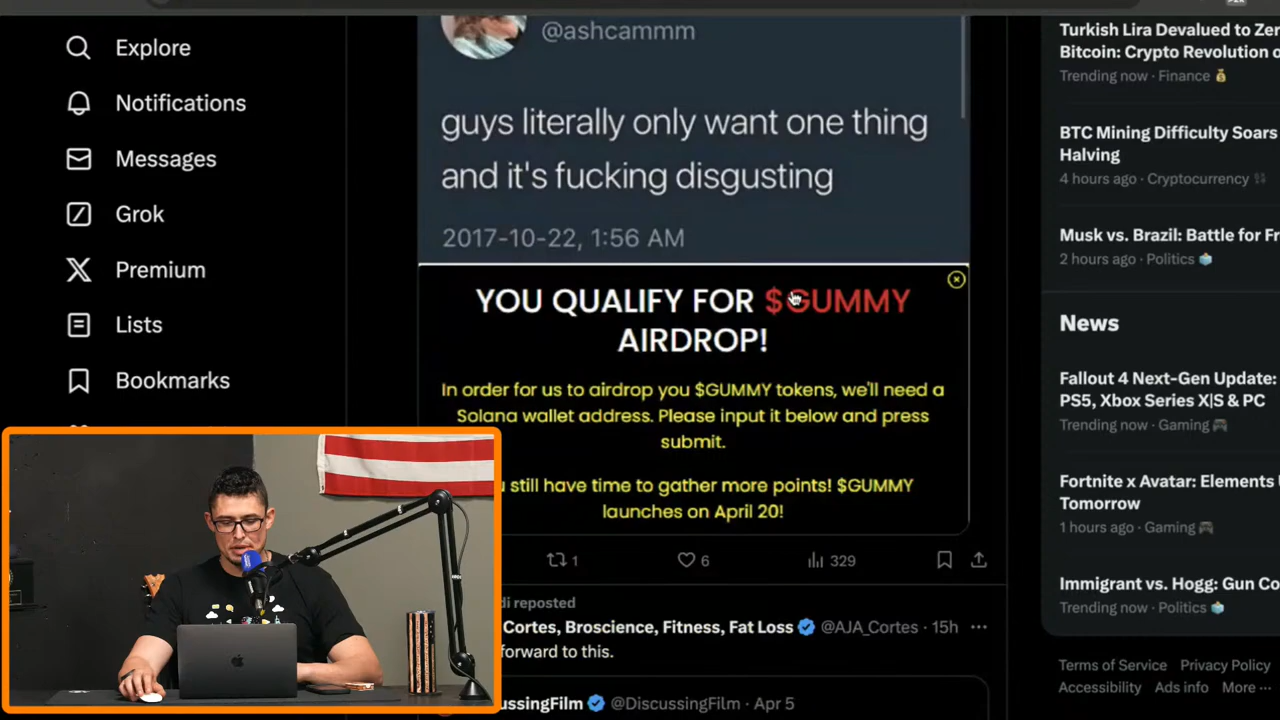 Explore
Notifications
Messages
Grok
Premium
Lists
Bookmarks
@ashcammm
guys literally only want one thing
and it's fucking disgusting
2017-10-22, 1:56 AM
YOU QUALIFY FOR $GUMMY
AIRDROP!
In order for us to airdrop you $GUMMY tokens, we'll need a
Solana wallet address. Please input it below and press
submit.
still have time to gather more points! $GUMMY
launches on April 20!
1
6
329
reposted
Cortes, Broscience, Fitness, Fat Loss @AJA_Cortes · 15h
forward to this.
ussingFilm @DiscussingFilm · Apr 5
Turkish Lira Devalued to Zer
Bitcoin: Crypto Revolution o
Trending now · Finance
BTC Mining Difficulty Soars
Halving
4 hours ago · Cryptocurrency
Musk vs. Brazil: Battle for Fr
2 hours ago · Politics
News
Fallout 4 Next-Gen Update:
PS5, Xbox Series X|S & PC
Trending now · Gaming
Fortnite x Avatar: Elements
Tomorrow
1 hours ago · Gaming
Immigrant vs. Hogg: Gun Co
Trending now · Politics
Terms of Service Privacy Policy
Accessibility Ads info More ···